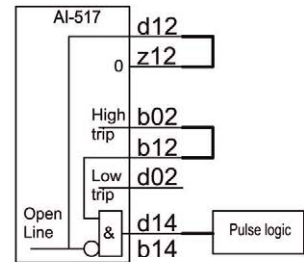 AI-517
d12
0 z12
High trip b02
b12
Low trip d02
Open Line
& d14 Pulse logic
b14